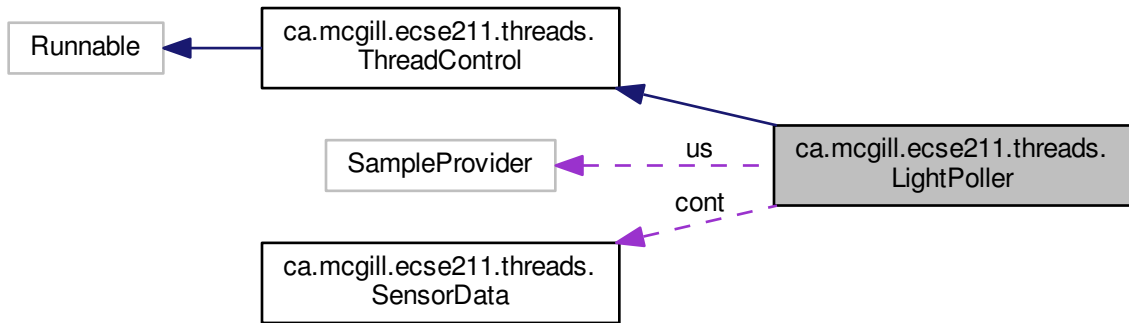 Runnable
ca.mcgill.ecse211.threads.
ThreadControl
SampleProvider
us
ca.mcgill.ecse211.threads.
LightPoller
cont
ca.mcgill.ecse211.threads.
SensorData